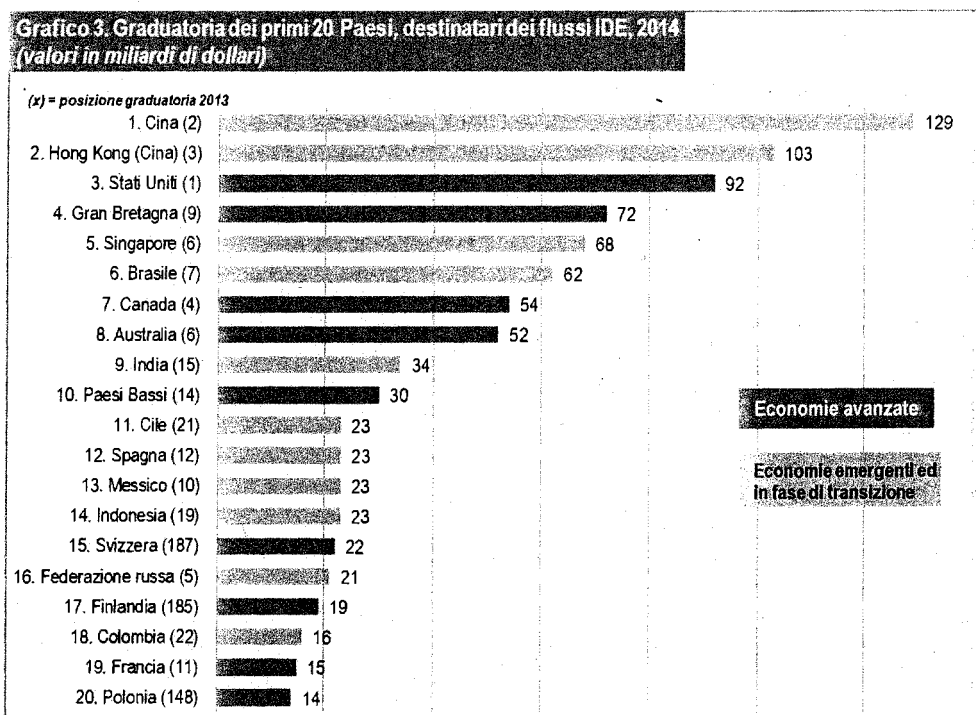 Grafico 3. Graduatoria dei primi 20 Paesi, destinatari dei flussi IDE, 2014
(valori in miliardi di dollari)
(x) = posizione graduatoria 2013
1. Cina (2) 129
2. Hong Kong (Cina) (3) 103
3. Stati Uniti (1) 92
4. Gran Bretagna (9) 72
5. Singapore (6) 68
6. Brasile (7) 62
7. Canada (4) 54
8. Australia (6) 52
9. India (15) 34
10. Paesi Bassi (14) 30
Economie avanzate
11. Cile (21) 23
12. Spagna (12) 23
Economie emergenti ed
in fase di transizione
13. Messico (10) 23
14. Indonesia (19) 23
15. Svizzera (187) 22
16. Federazione russa (5) 21
17. Finlandia (185) 19
18. Colombia (22) 16
19. Francia (11) 15
20. Polonia (148) 14